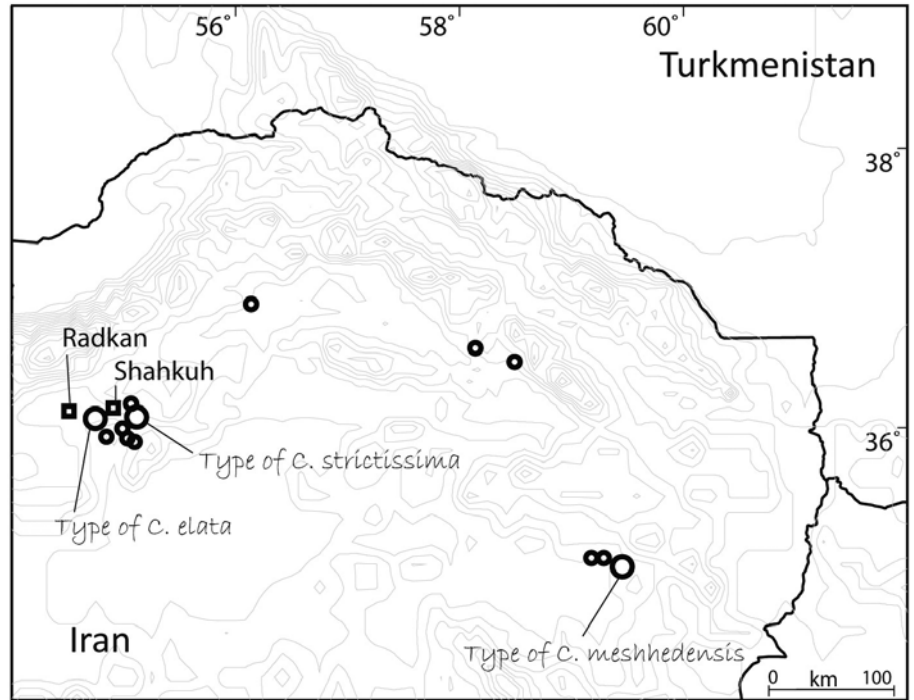 56° 58° 60°
Turkmenistan
38°
Radkan
Shahkuh
36°
Type of C. strictissima
Type of C. elata
Iran
Type of C. meshhedensis
0 km 100